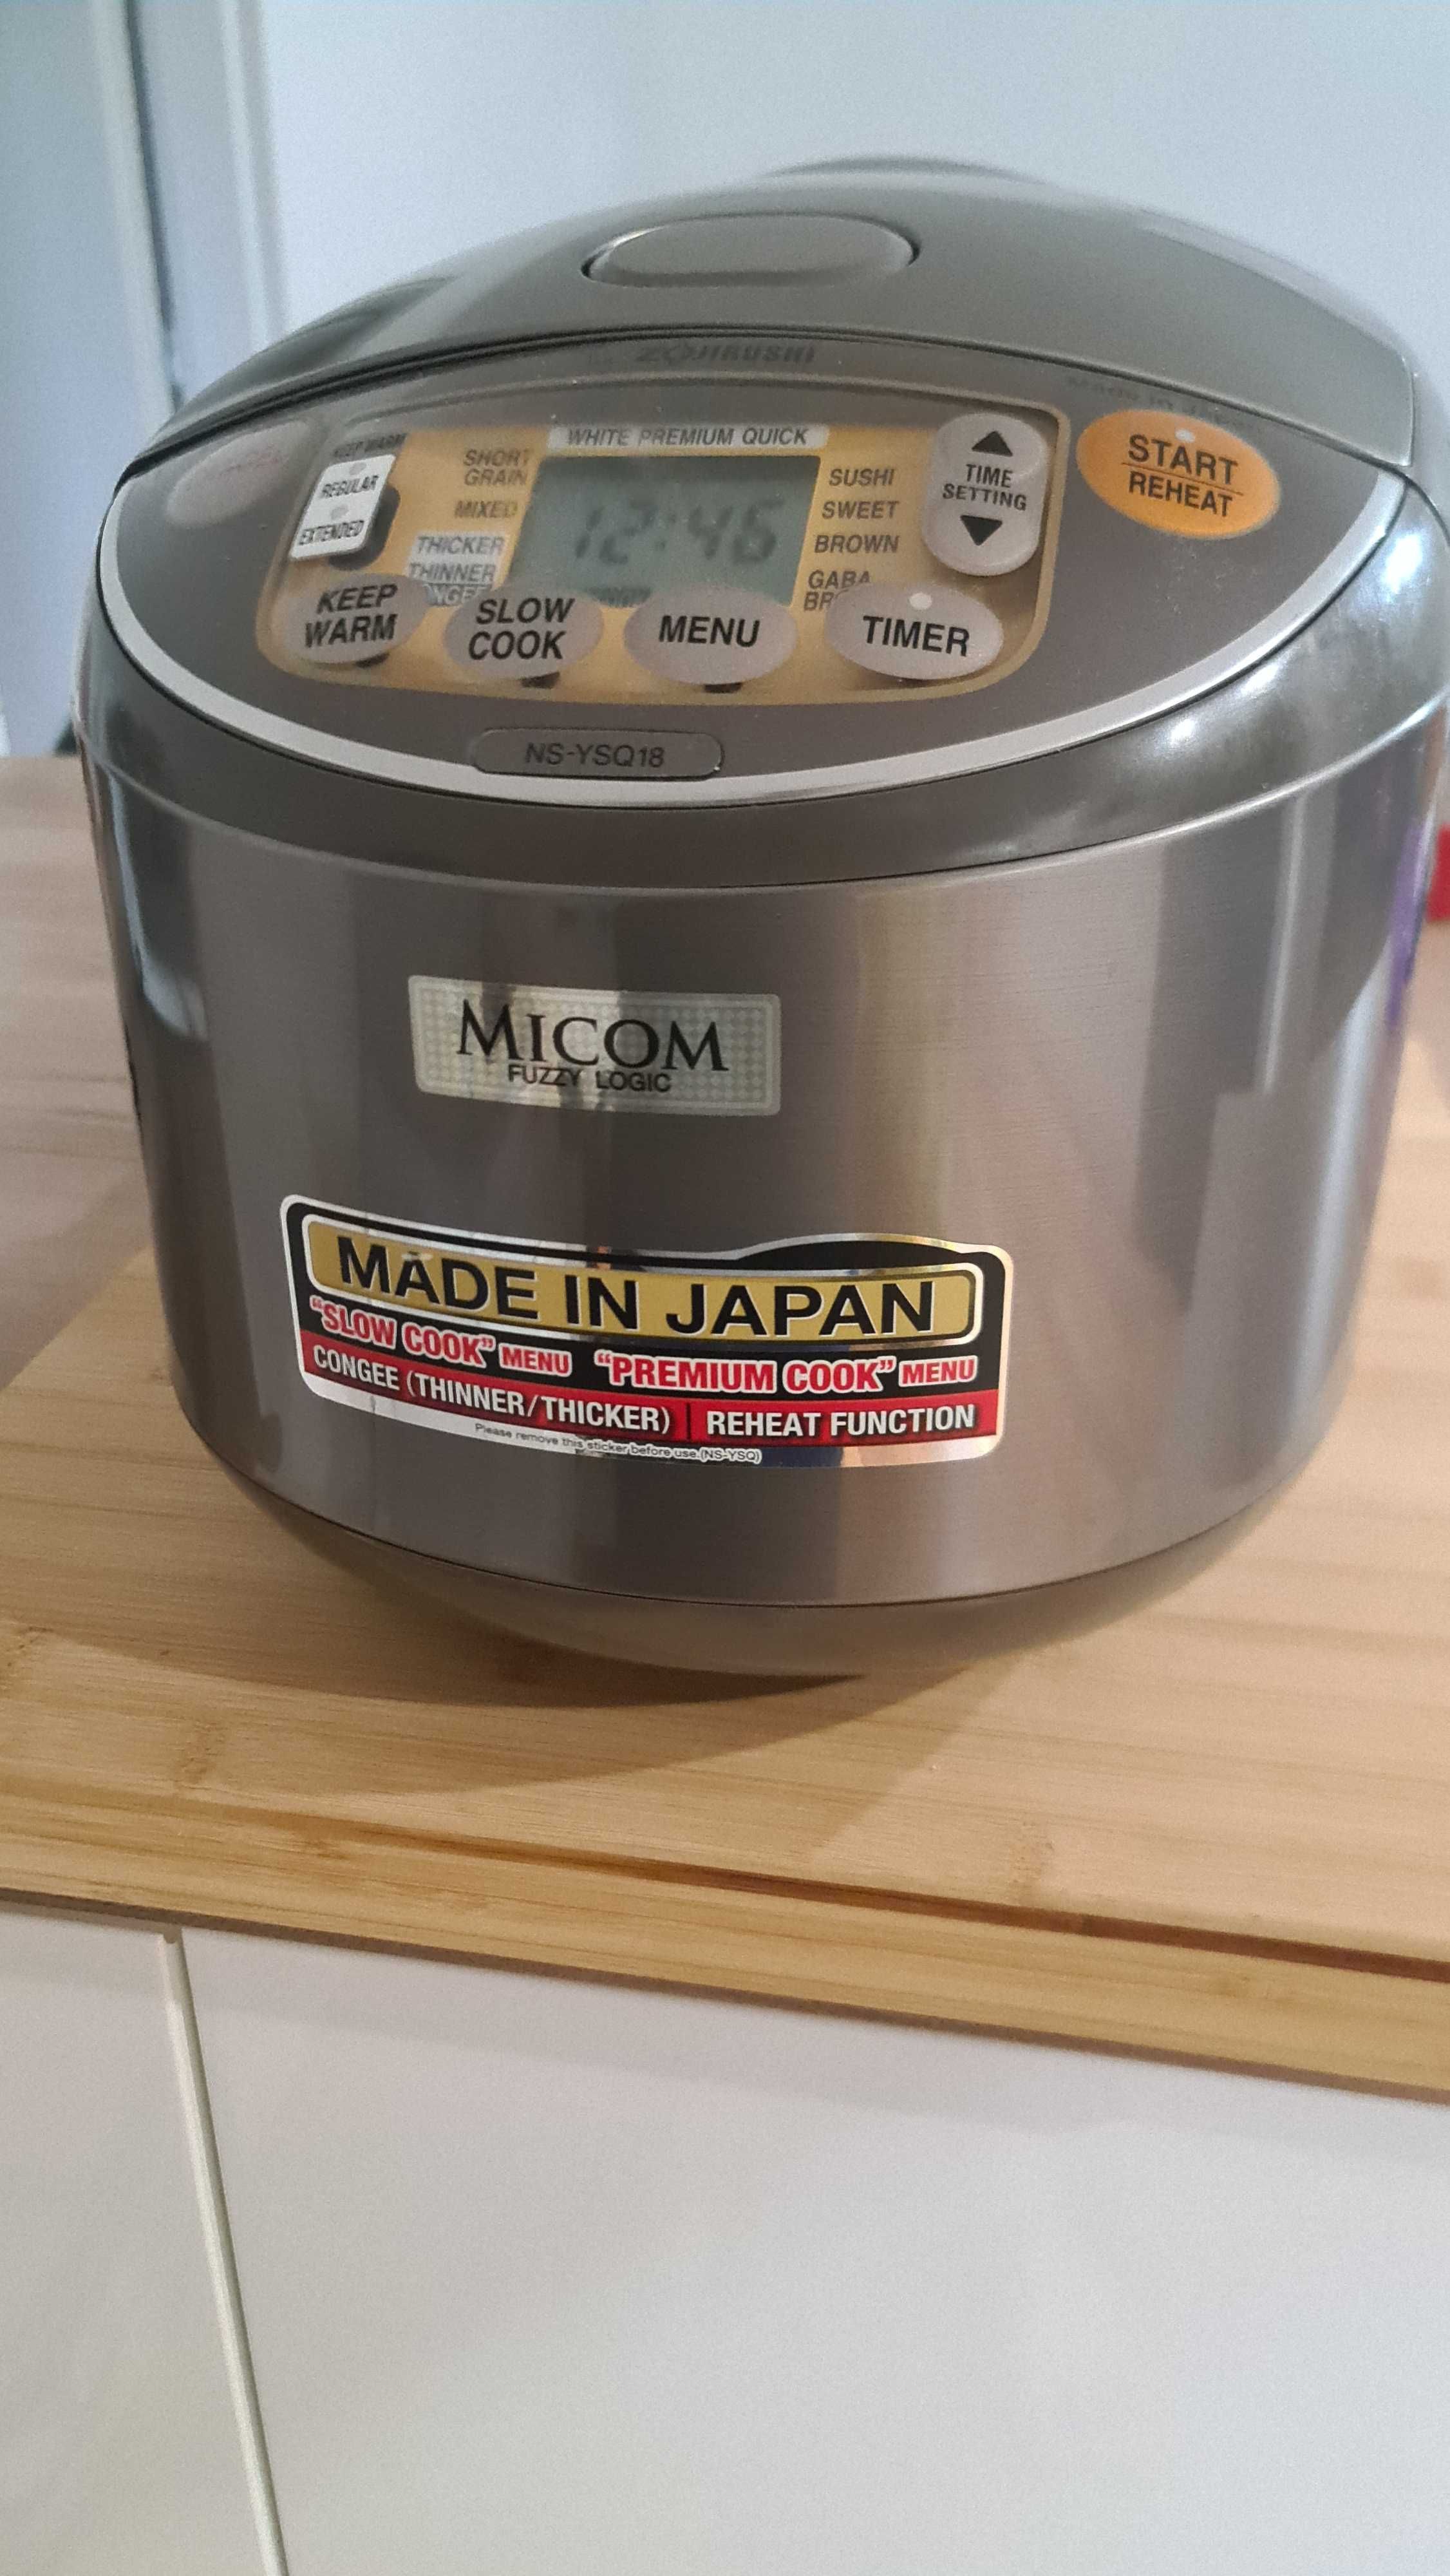 ZOJIRUSHI
WHITE PREMIUM QUICK
KEEP WARM
REGULAR
EXTENDED
SHORT
GRAIN
MIXED
THICKER
THINNER
12:46
SUSHI
SWEET
BROWN
GABA
TIME
SETTING
START
REHEAT
KEEP
WARM
SLOW
COOK
MENU
TIMER
NS-YSQ18
MICOM
FUZZY LOGIC
MADE IN JAPAN
"SLOW COOK" MENU "PREMIUM COOK" MENU
CONGEE (THINNER/THICKER) | REHEAT FUNCTION
Please remove this sticker before use.(NS-YSQ)